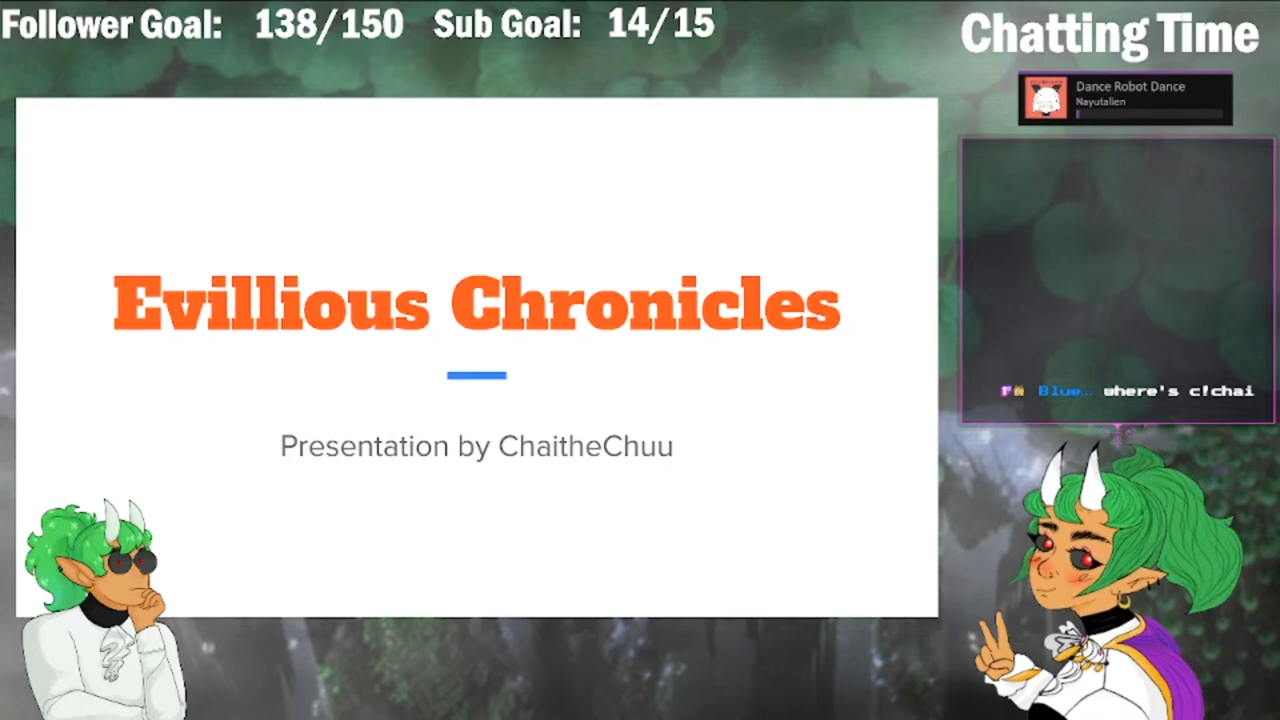 Follower Goal: 138/150 Sub Goal: 14/15
Chatting Time
Dance Robot Dance
Nayutalien
Evillious Chronicles
Presentation by ChaitheChuu
Blue… where's c!chai